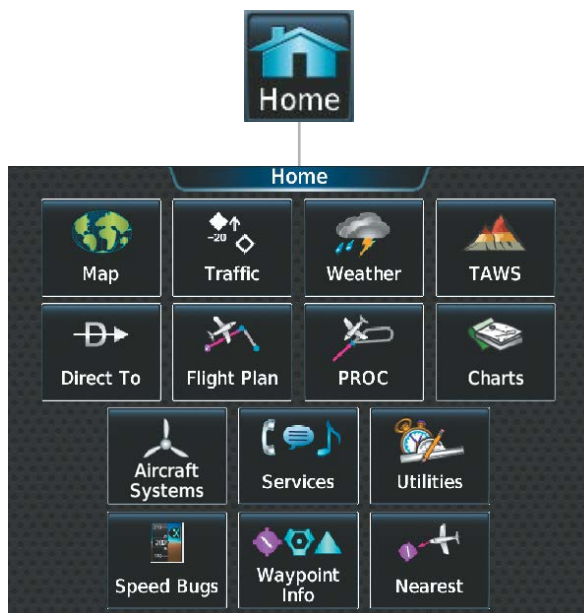 Home
Home
Map
Traffic
-20
Weather
TAWS
Direct To
Flight Plan
PROC
Charts
Aircraft
Systems
Services
Utilities
Speed Bugs
Waypoint
Info
Nearest